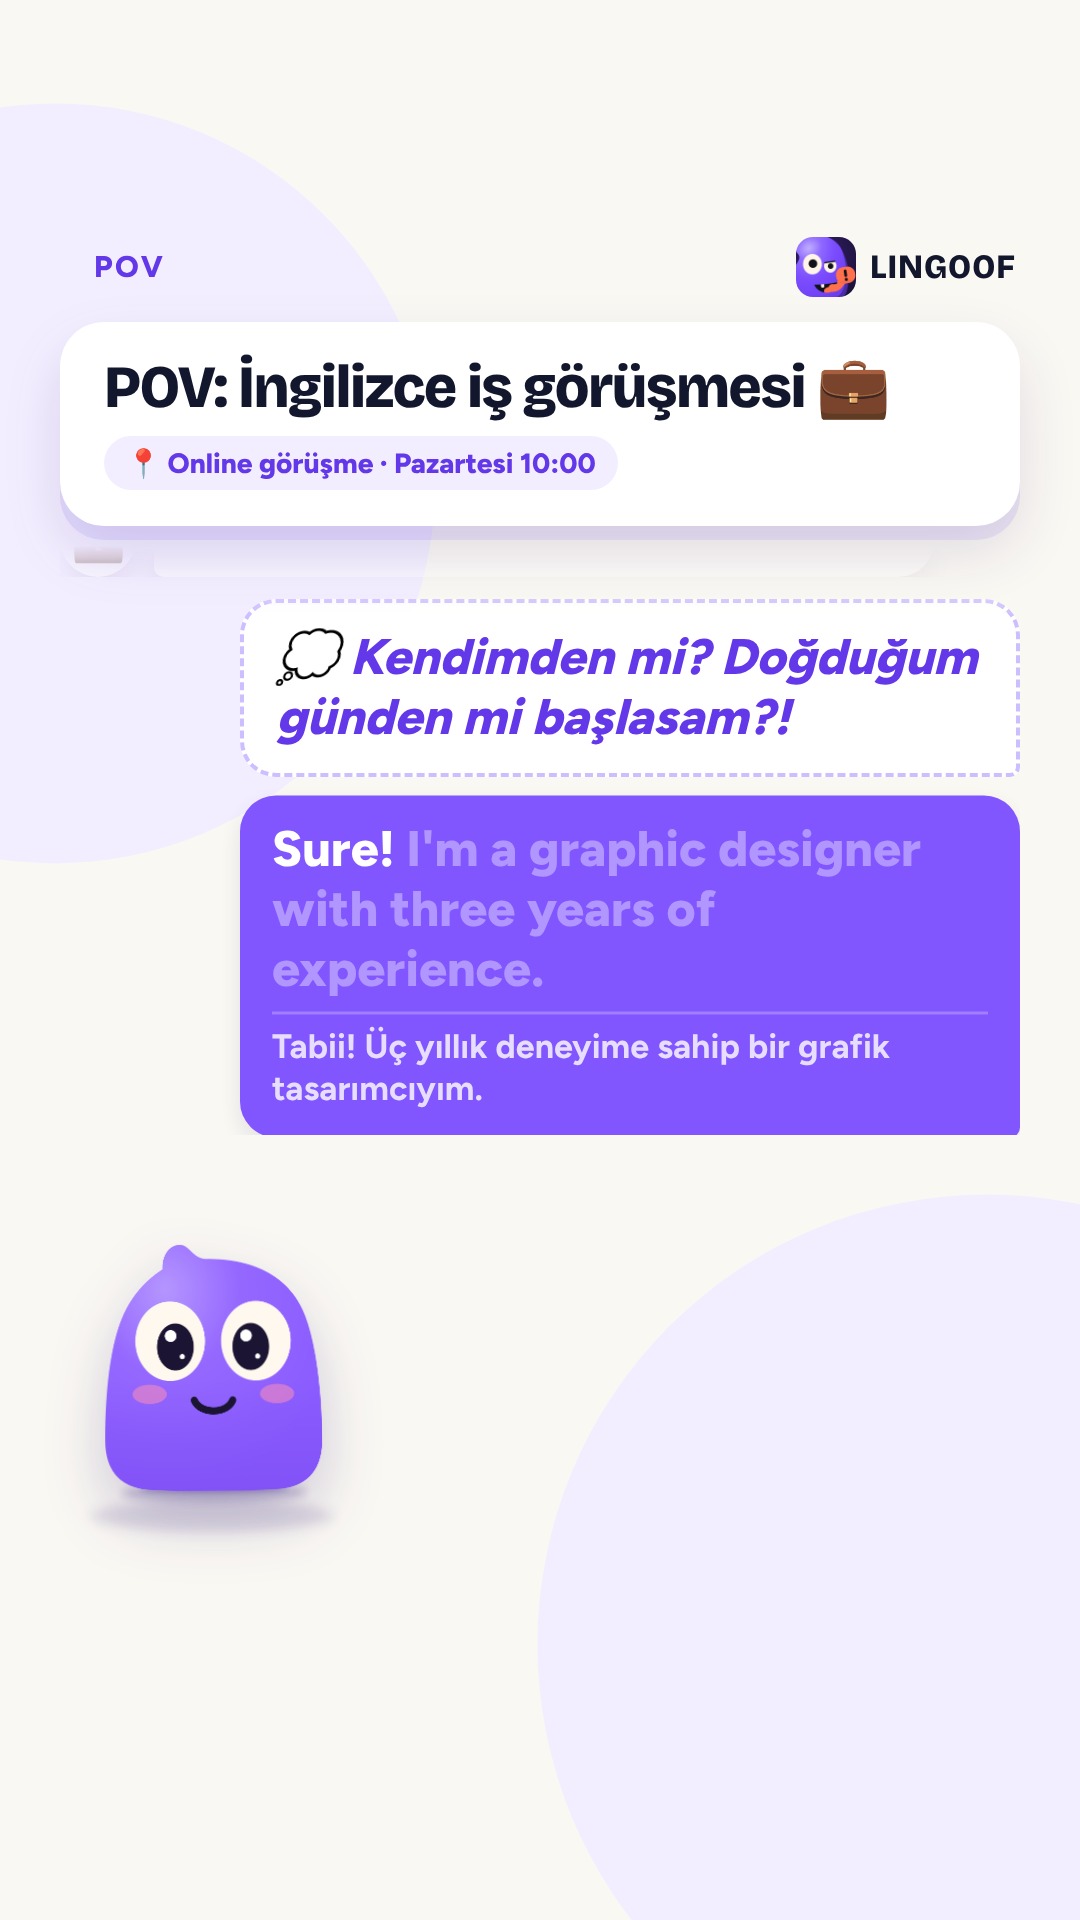 POV
LINGOOF
POV: İngilizce iş görüşmesi 💼
📍 Online görüşme · Pazartesi 10:00
💭 Kendimden mi? Doğduğum
günden mi başlasam?!
Sure! I'm a graphic designer
with three years of
experience.
Tabii! Üç yıllık deneyime sahip bir grafik
tasarımcıyım.